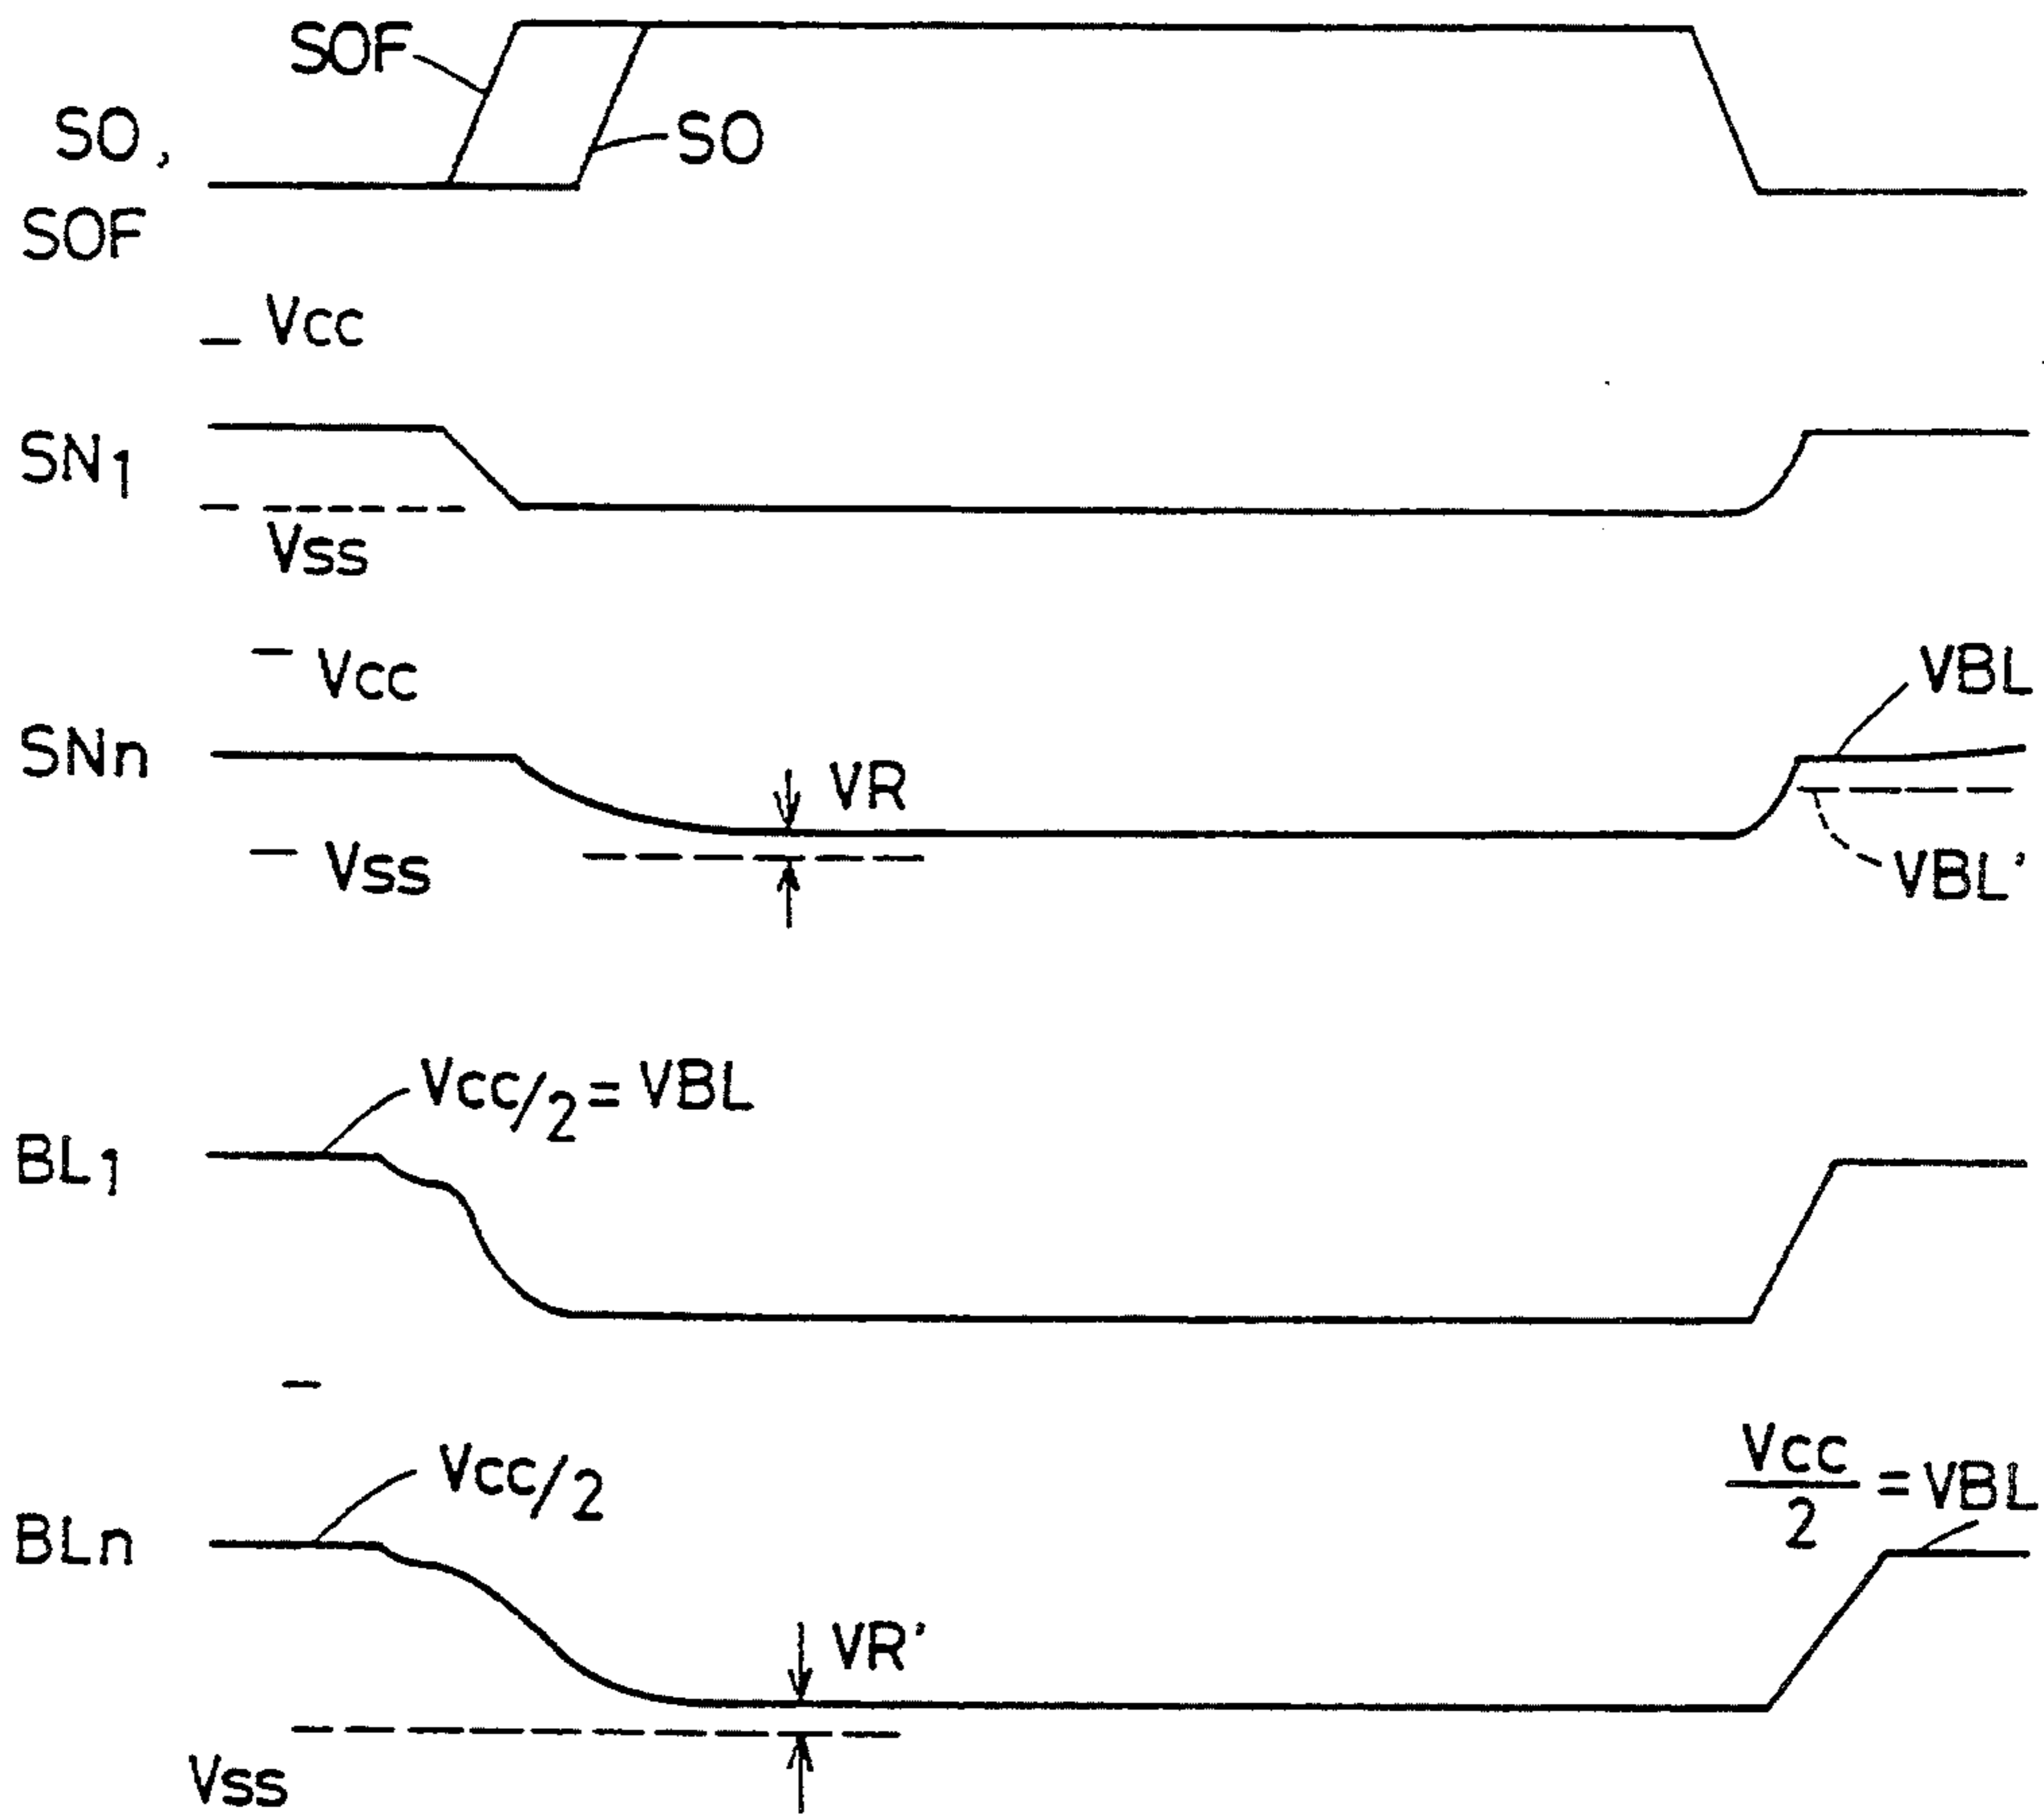 SOF
SO,
SO
SOF
Vcc
SN1
Vss
Vcc
VBL
SNn
VR
Vss
VBL'
Vcc/2=VBL
BL1
Vcc/2
Vcc/2=VBL
BLn
VR'
Vss